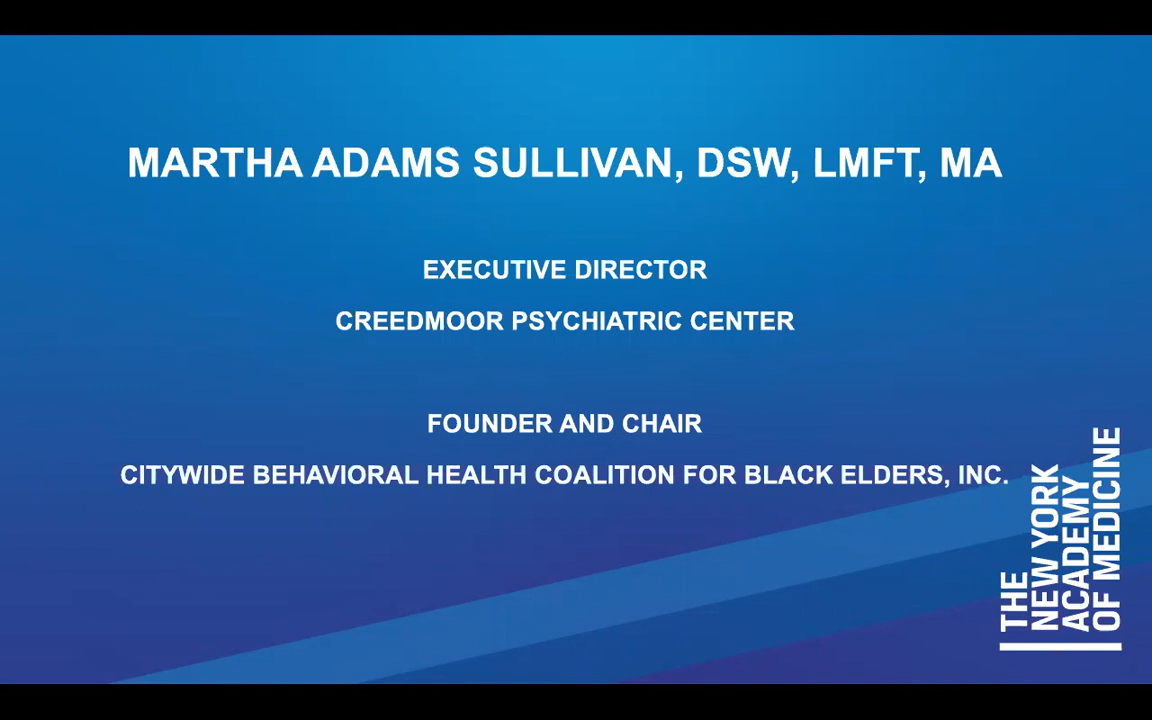 MARTHA ADAMS SULLIVAN, DSW, LMFT, MA
EXECUTIVE DIRECTOR
CREEDMOOR PSYCHIATRIC CENTER
FOUNDER AND CHAIR
CITYWIDE BEHAVIORAL HEALTH COALITION FOR BLACK ELDERS, INC.
THE
NEW YORK
ACADEMY
OF MEDICINE